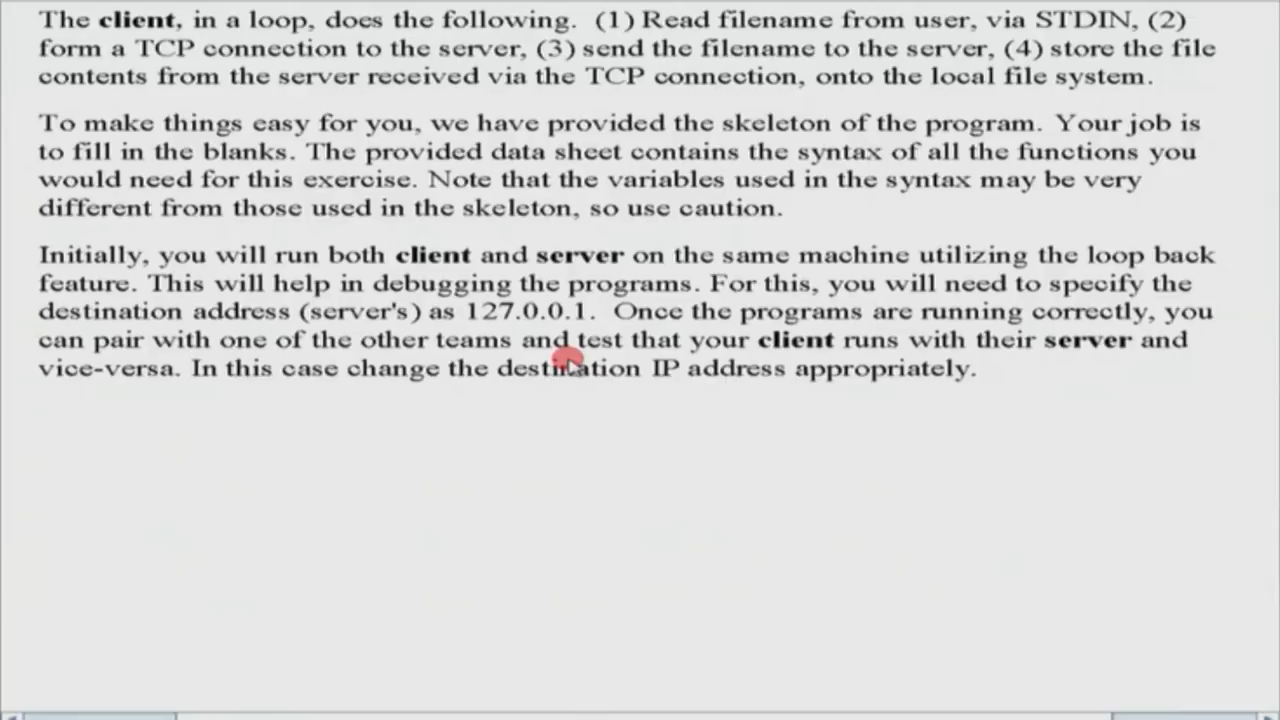 The client, in a loop, does the following. (1) Read filename from user, via STDIN, (2)
form a TCP connection to the server, (3) send the filename to the server, (4) store the file
contents from the server received via the TCP connection, onto the local file system.
To make things easy for you, we have provided the skeleton of the program. Your job is
to fill in the blanks. The provided data sheet contains the syntax of all the functions you
would need for this exercise. Note that the variables used in the syntax may be very
different from those used in the skeleton, so use caution.
Initially, you will run both client and server on the same machine utilizing the loop back
feature. This will help in debugging the programs. For this, you will need to specify the
destination address (server's) as 127.0.0.1. Once the programs are running correctly, you
can pair with one of the other teams and test that your client runs with their server and
vice-versa. In this case change the destination IP address appropriately.